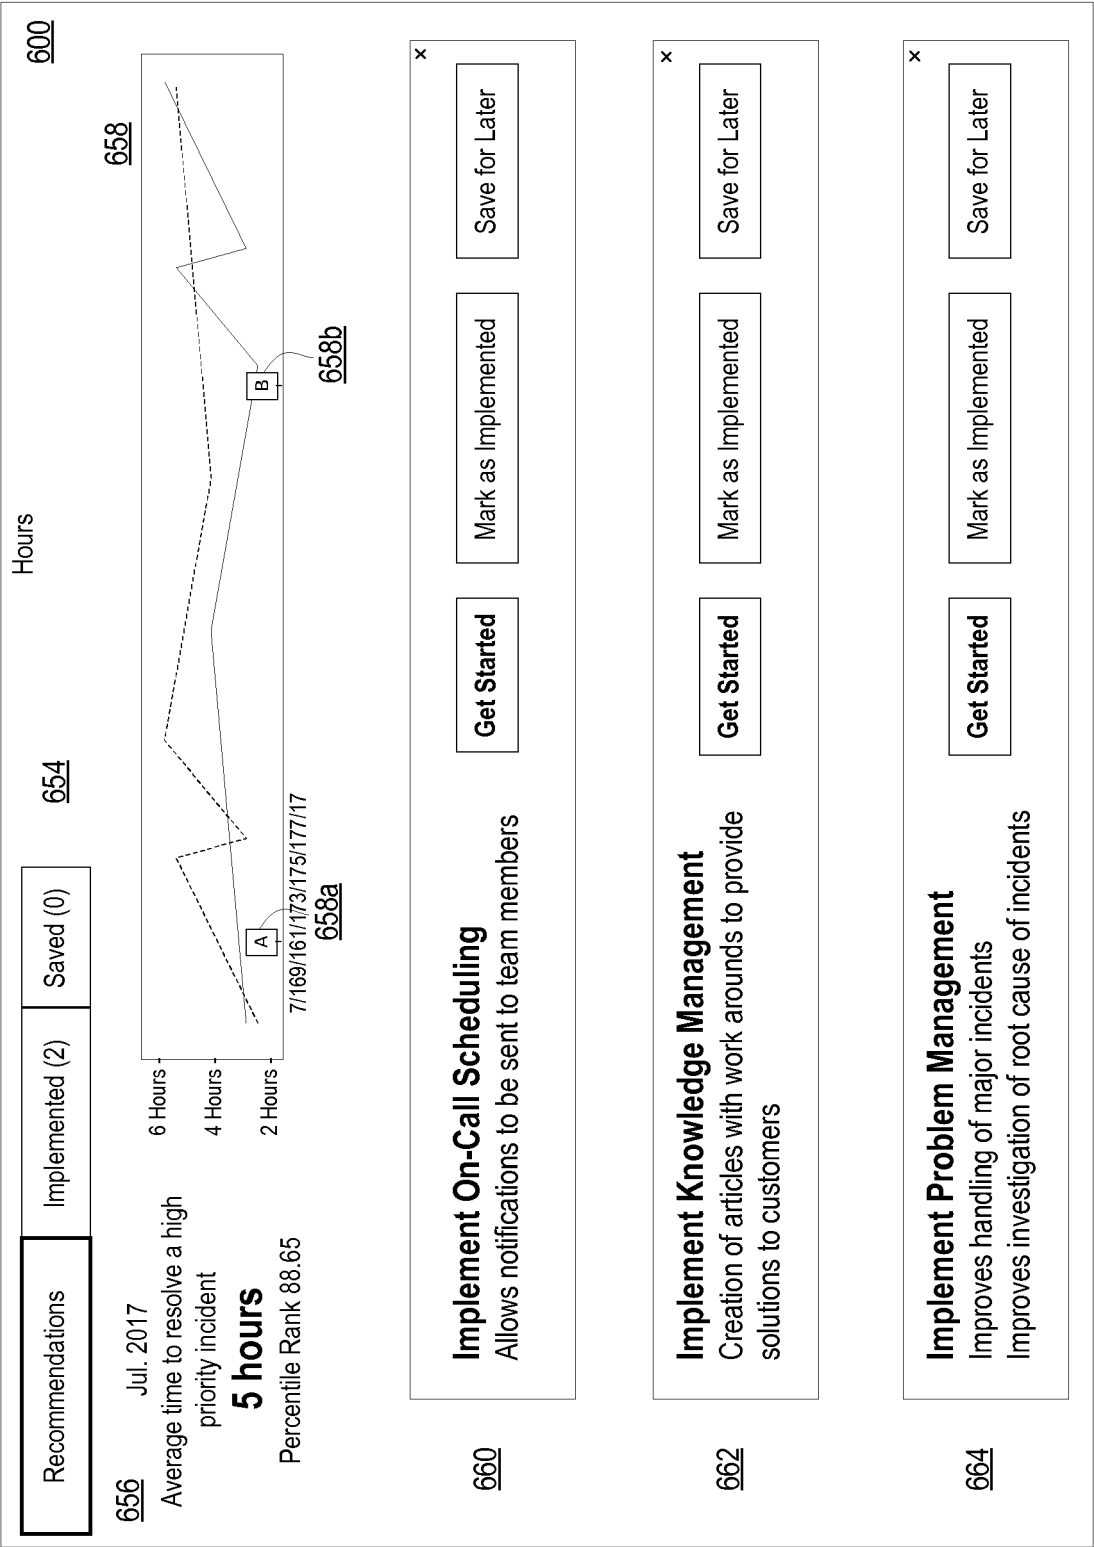 600
Hours
Recommendations
Implemented (2)
Saved (0)
654
656
Jul. 2017
Average time to resolve a high
priority incident
5 hours
Percentile Rank 88.65
658
6 Hours
4 Hours
2 Hours
A
B
7/169/161/173/175/177/17
658a
658b
660
Implement On-Call Scheduling
Allows notifications to be sent to team members
Get Started
Mark as Implemented
Save for Later
x
662
Implement Knowledge Management
Creation of articles with work arounds to provide
solutions to customers
Get Started
Mark as Implemented
Save for Later
x
664
Implement Problem Management
Improves handling of major incidents
Improves investigation of root cause of incidents
Get Started
Mark as Implemented
Save for Later
x